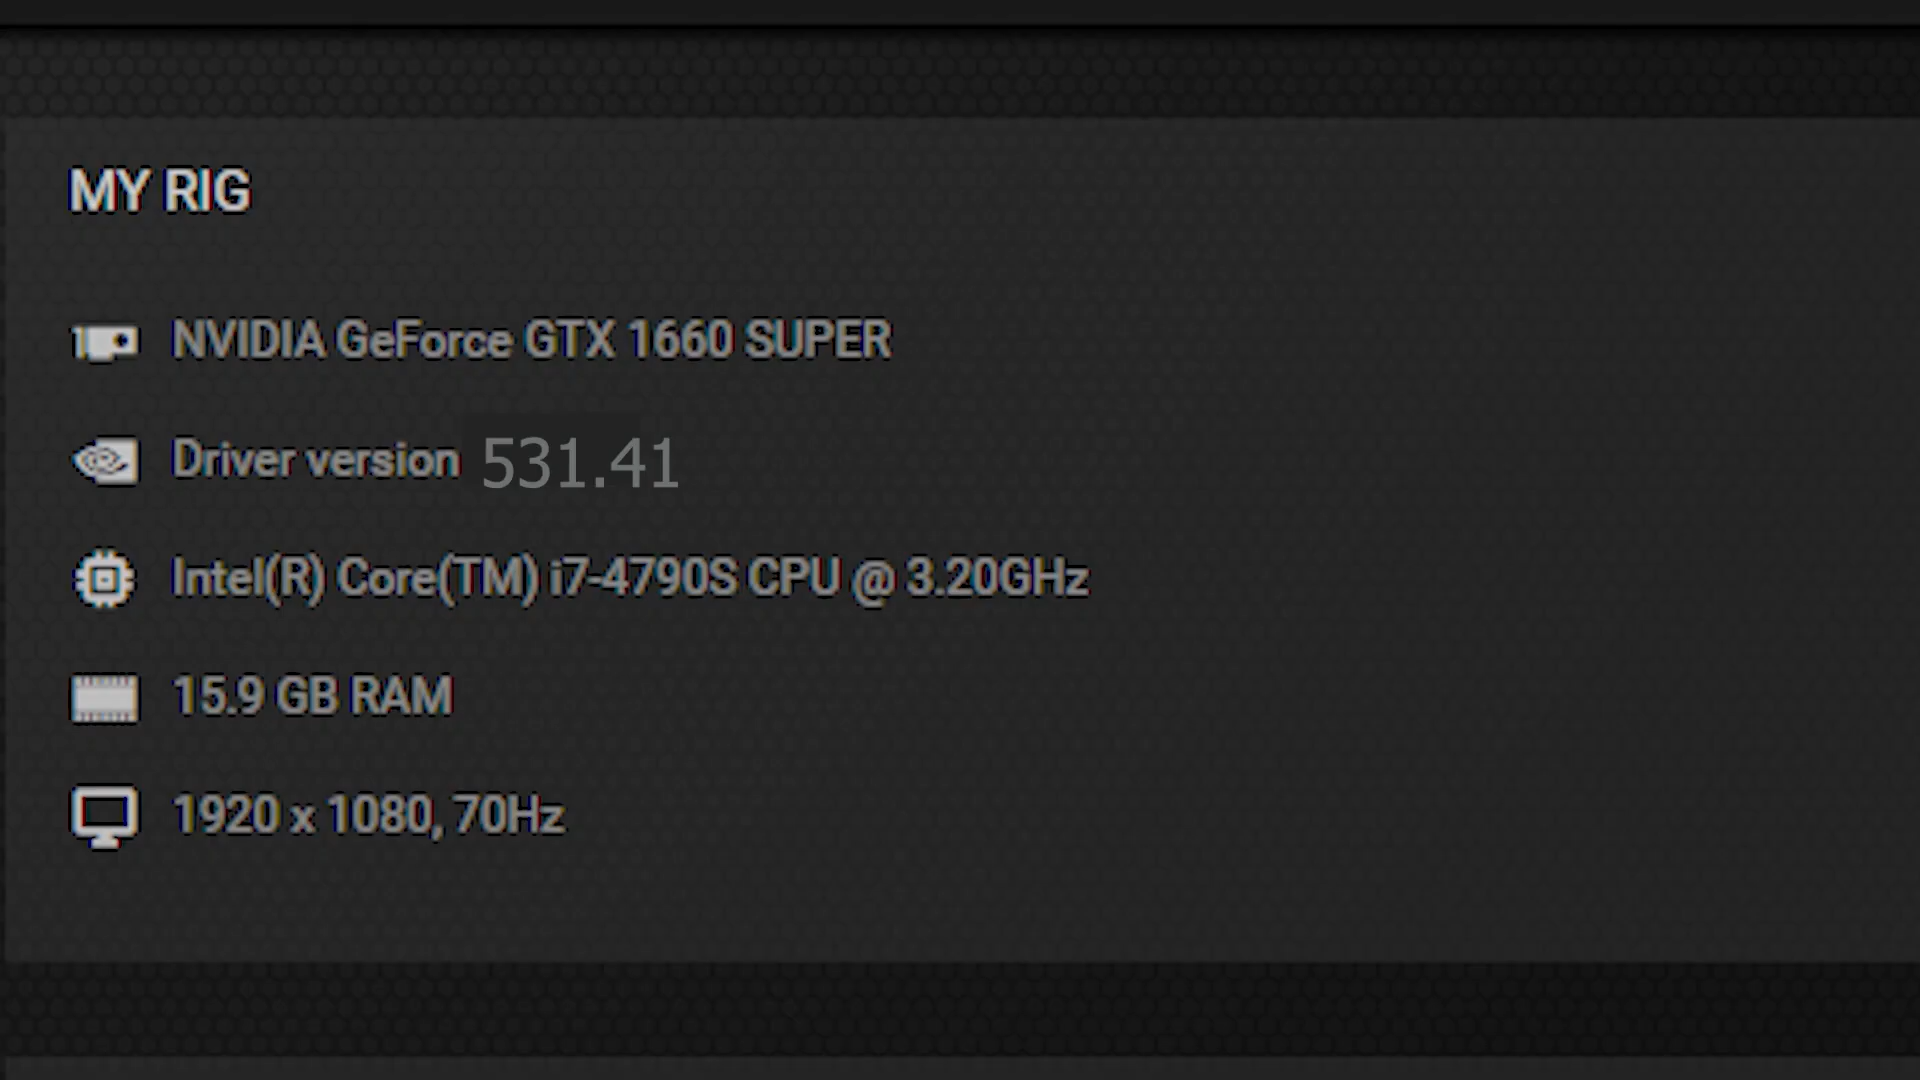 MY RIG
NVIDIA GeForce GTX 1660 SUPER
Driver version 531.41
Intel(R) Core(TM) i7-4790S CPU @ 3.20GHz
15.9 GB RAM
1920 x 1080, 70Hz